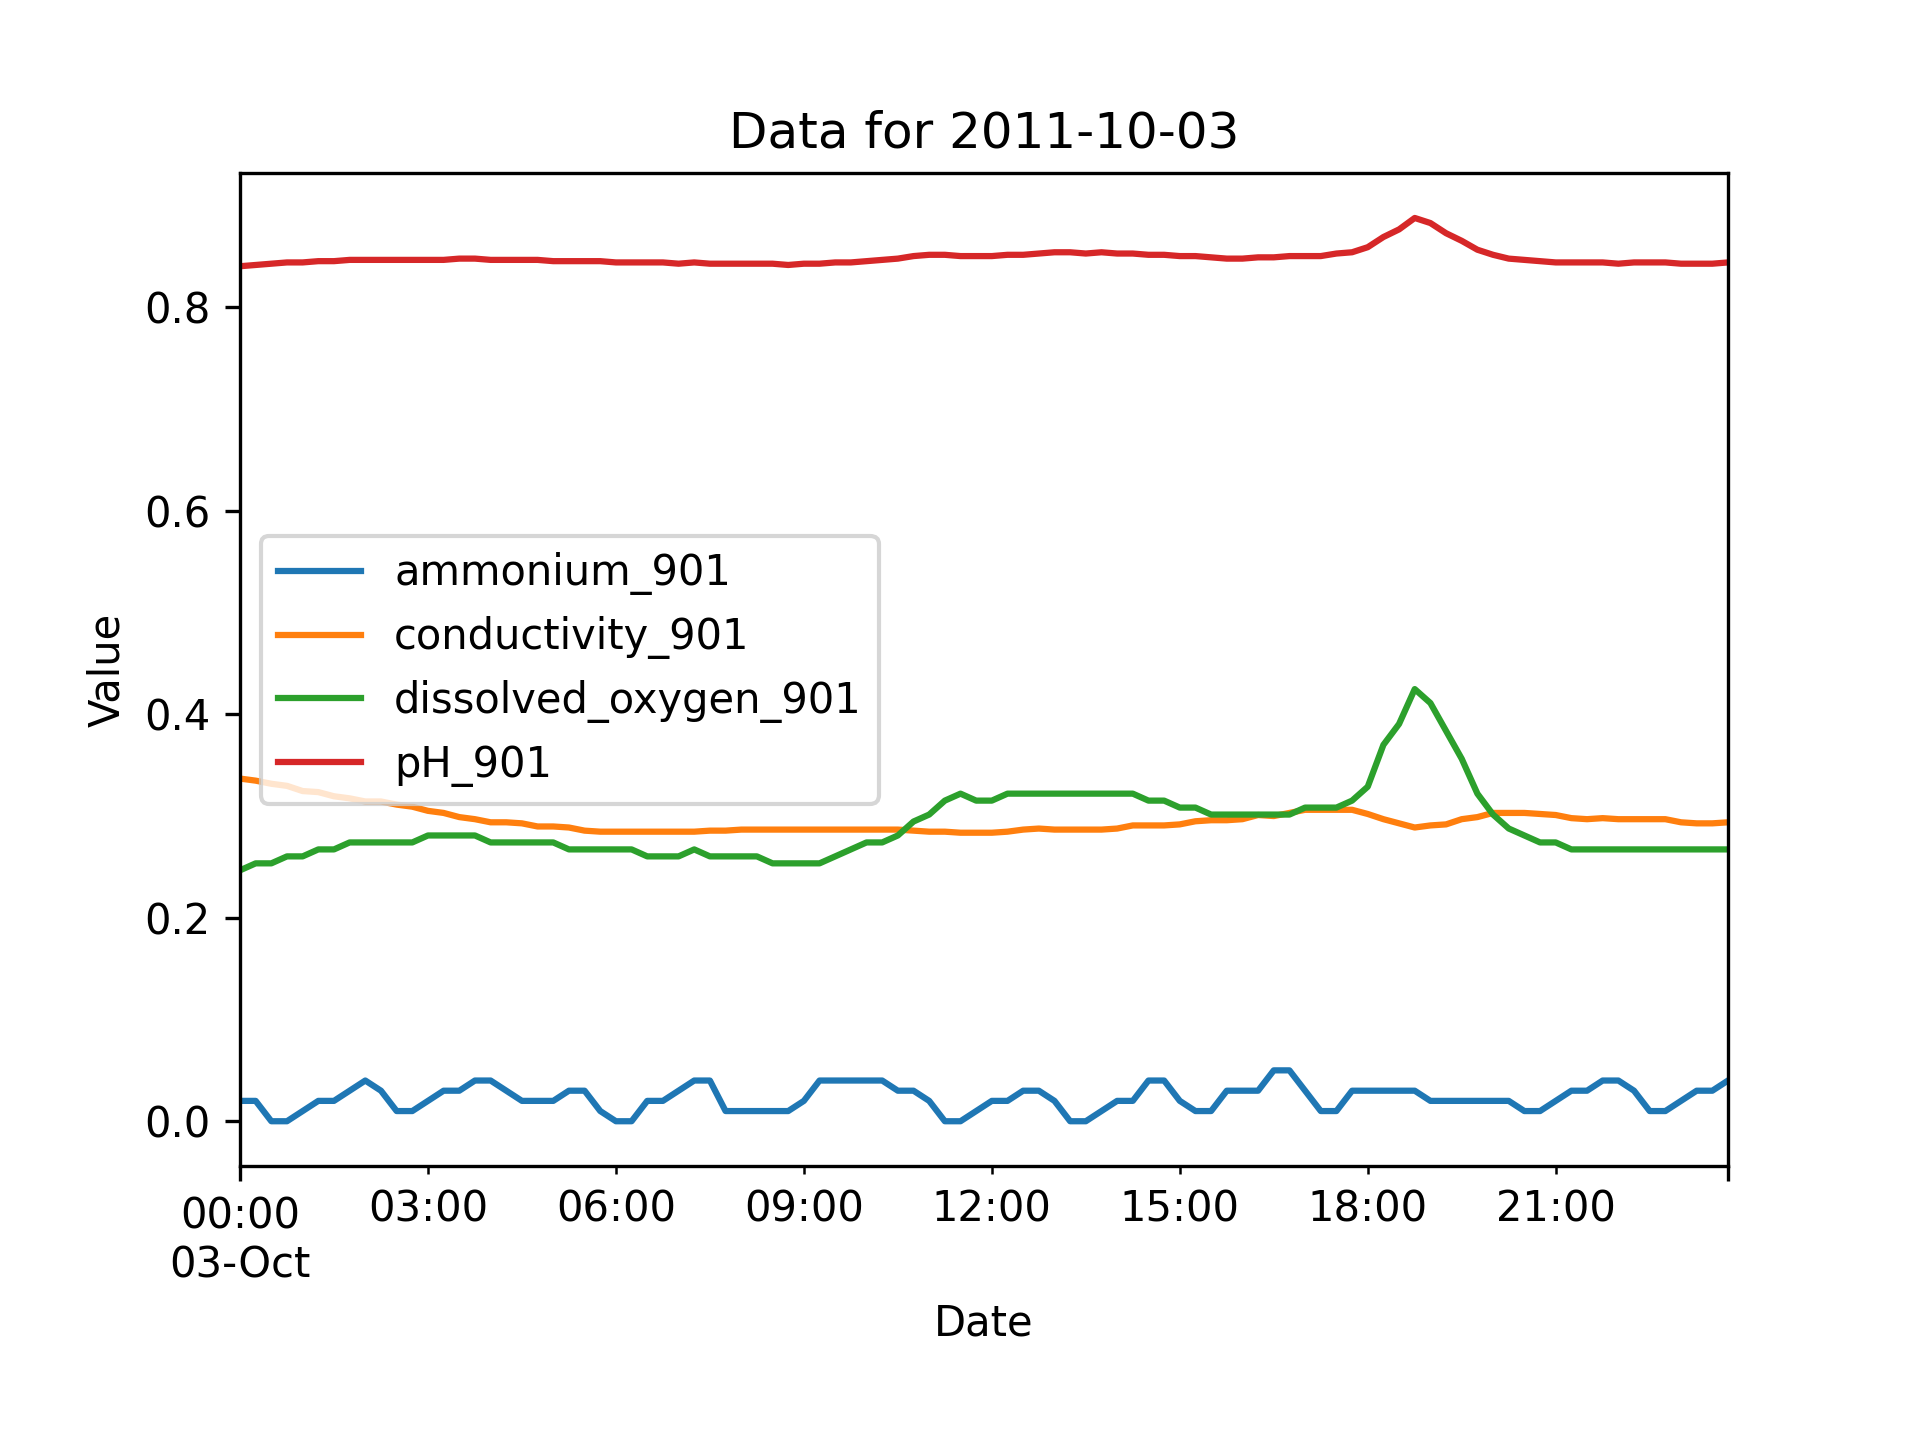 Data for 2011-10-03
Value
0.8
0.6
0.4
0.2
0.0
ammonium_901
conductivity_901
dissolved_oxygen_901
pH_901
00:00 03:00 06:00 09:00 12:00 15:00 18:00 21:00
03-Oct
Date